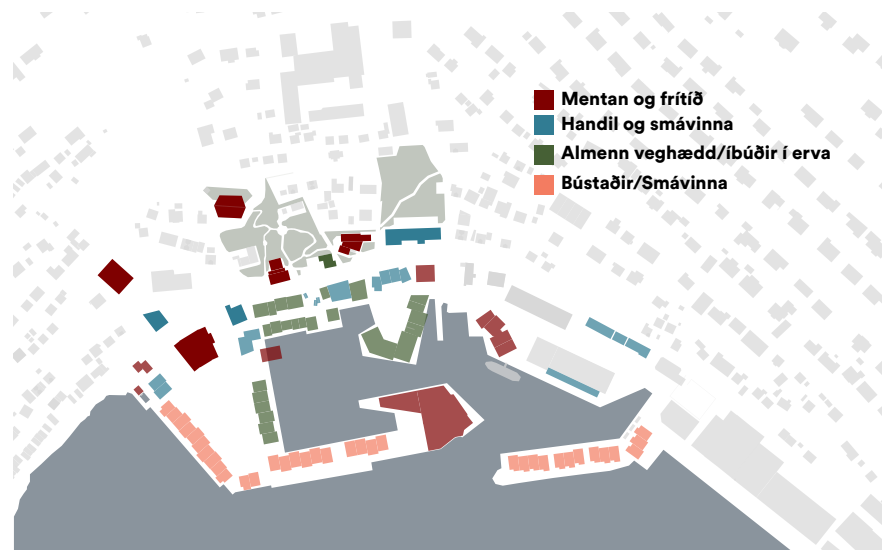 Mentan og frítíð
Handil og smávinna
Almenn veghædd/íbúðir í erva
Bústaðir/Smávinna